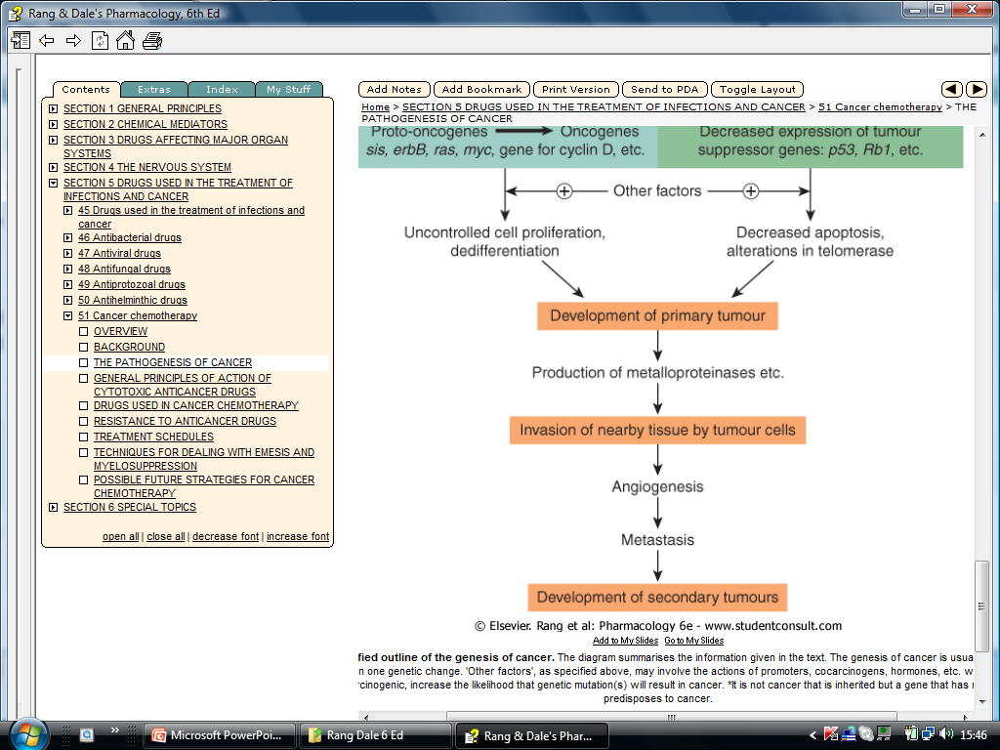 Rang & Dale's Pharmacology, 6th Ed
Contents Extras Index My Stuff
SECTION 1 GENERAL PRINCIPLES
SECTION 2 CHEMICAL MEDIATORS
SECTION 3 DRUGS AFFECTING MAJOR ORGAN
SYSTEMS
SECTION 4 THE NERVOUS SYSTEM
SECTION 5 DRUGS USED IN THE TREATMENT OF
INFECTIONS AND CANCER
45 Drugs used in the treatment of infections and
cancer
46 Antibacterial drugs
47 Antiviral drugs
48 Antifungal drugs
49 Antiprotozoal drugs
50 Antihelminthic drugs
51 Cancer chemotherapy
OVERVIEW
BACKGROUND
THE PATHOGENESIS OF CANCER
GENERAL PRINCIPLES OF ACTION OF
CYTOTOXIC ANTICANCER DRUGS
DRUGS USED IN CANCER CHEMOTHERAPY
RESISTANCE TO ANTICANCER DRUGS
TREATMENT SCHEDULES
TECHNIQUES FOR DEALING WITH EMESIS AND
MYELOSUPPRESSION
POSSIBLE FUTURE STRATEGIES FOR CANCER
CHEMOTHERAPY
SECTION 6 SPECIAL TOPICS
open all | close all | decrease font | increase font
Add Notes Add Bookmark Print Version Send to PDA Toggle Layout
Home > SECTION 5 DRUGS USED IN THE TREATMENT OF INFECTIONS AND CANCER > 51 Cancer chemotherapy > THE
PATHOGENESIS OF CANCER
Proto-oncogenes Oncogenes
sis, erbB, ras, myc, gene for cyclin D, etc.
Decreased expression of tumour
suppressor genes: p53, Rb1, etc.
+ Other factors +
Uncontrolled cell proliferation,
dedifferentiation
Decreased apoptosis,
alterations in telomerase
Development of primary tumour
Production of metalloproteinases etc.
Invasion of nearby tissue by tumour cells
Angiogenesis
Metastasis
Development of secondary tumours
© Elsevier. Rang et al: Pharmacology 6e - www.studentconsult.com
Add to My Slides Go to My Slides
fied outline of the genesis of cancer. The diagram summarises the information given in the text. The genesis of cancer is usua
n one genetic change. 'Other factors', as specified above, may involve the actions of promoters, cocarcinogens, hormones, etc. w
rcinogenic, increase the likelihood that genetic mutation(s) will result in cancer. *It is not cancer that is inherited but a gene that has
predisposes to cancer.
Microsoft PowerPoi... Rang Dale 6 Ed Rang & Dale's Phar... 15:46